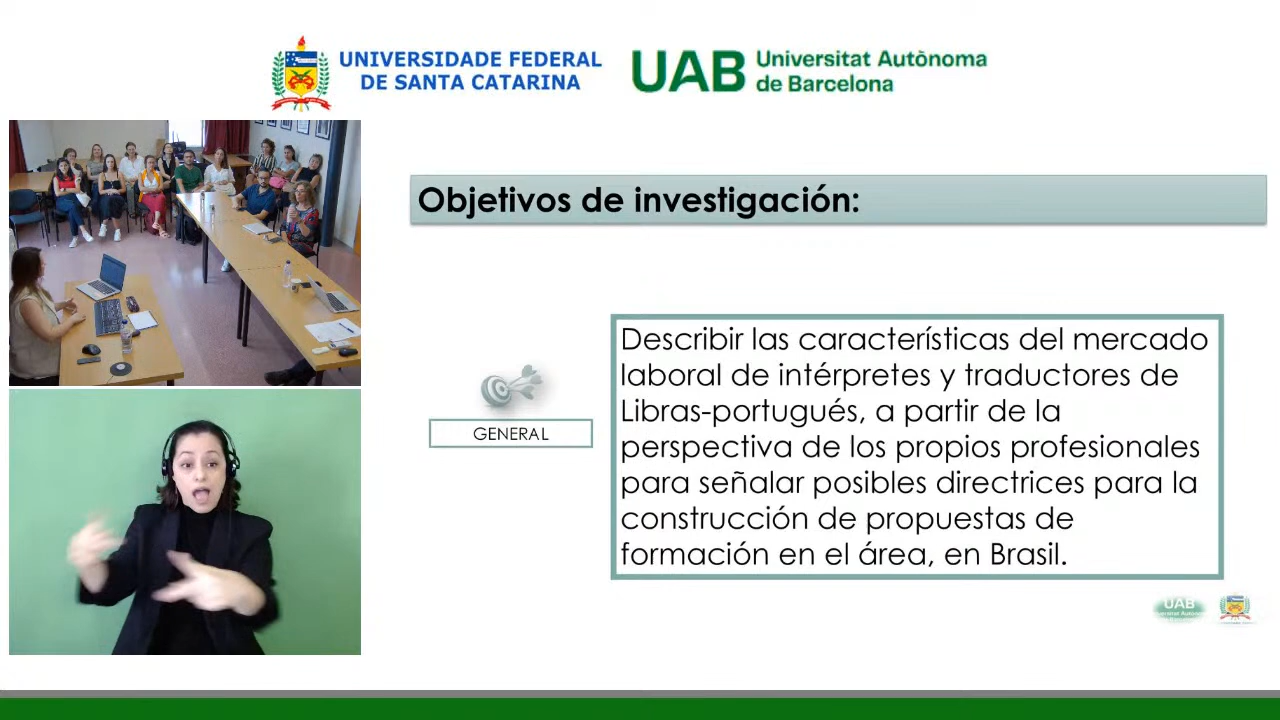 UNIVERSIDADE FEDERAL
DE SANTA CATARINA
UAB
Universitat Autònoma
de Barcelona
Objetivos de investigación:
GENERAL
Describir las características del mercado
laboral de intérpretes y traductores de
Libras-portugués, a partir de la
perspectiva de los propios profesionales
para señalar posibles directrices para la
construcción de propuestas de
formación en el área, en Brasil.
UAB